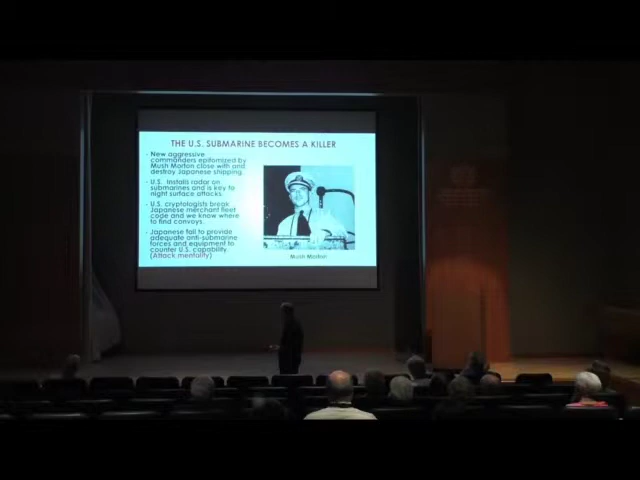 THE U.S. SUBMARINE BECOMES A KILLER
- New aggressive
commanders epitomized by
Mush Morton close with and
destroy Japanese shipping.
- U.S. installs radar on
submarines and is key to
night surface attacks.
- U.S. cryptologists break
Japanese merchant fleet
code and we know where
to find convoys.
- Japanese fail to provide
adequate anti-submarine
forces and equipment to
counter U.S. capability.
(Attack mentality)
Mush Morton